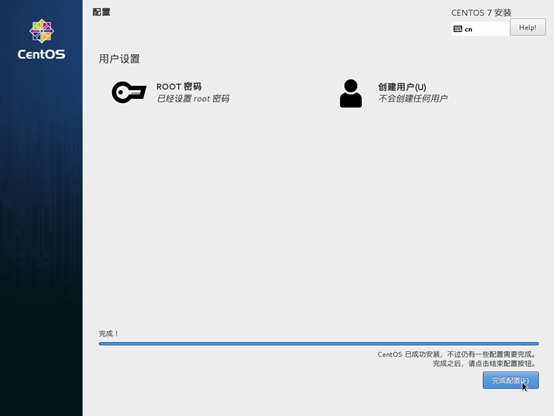 配置
CENTOS 7 安装
cn
Help!
CentOS
用户设置
ROOT 密码
已经设置 root 密码
创建用户(U)
不会创建任何用户
完成！
CentOS 已成功安装，不过仍有一些配置需要完成。
完成之后，请点击结束配置按钮。
完成配置(F)